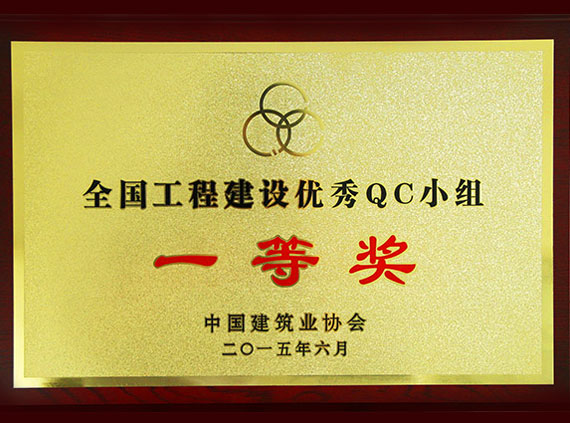 全国工程建设优秀QC小组
一等奖
中国建筑业协会
二〇一五年六月